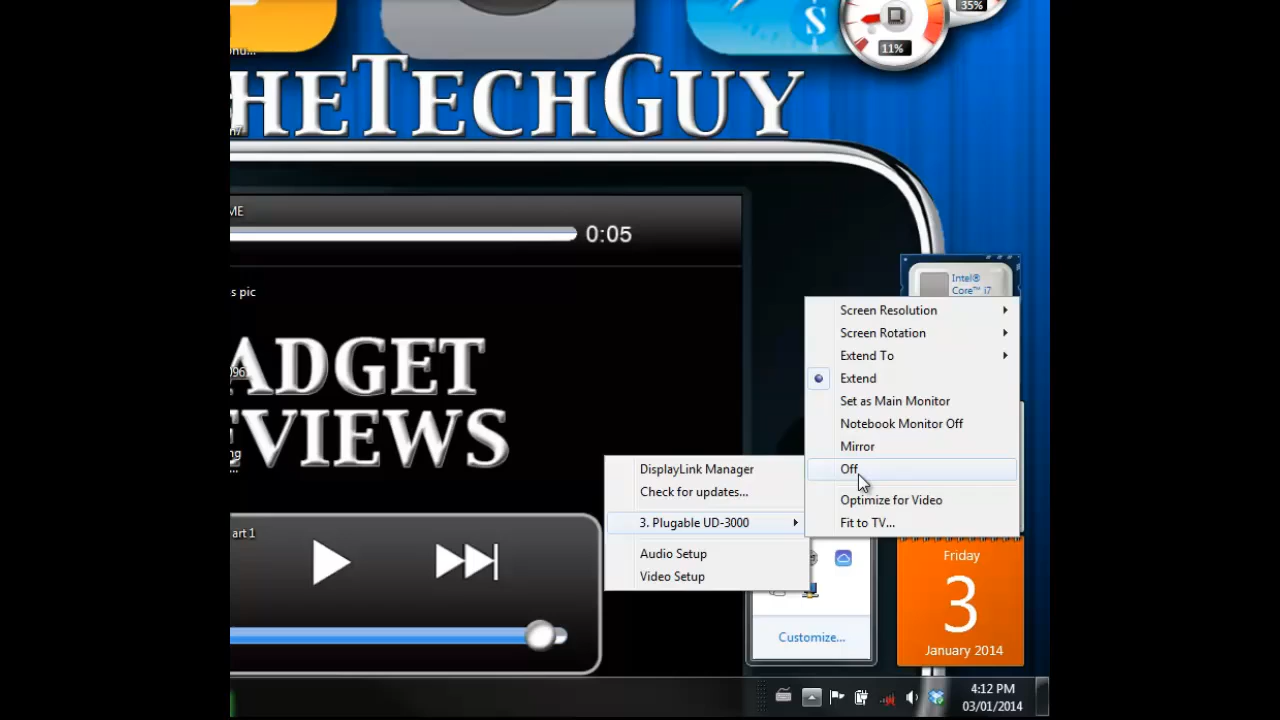 35%
11%
S
HETECHGUY
ME
0:05
s pic
Intel®
Core™ i7
ADGET
EVIEWS
Screen Resolution
Screen Rotation
Extend To
Extend
Set as Main Monitor
Notebook Monitor Off
Mirror
Off
Optimize for Video
Fit to TV...
DisplayLink Manager
Check for updates...
3. Plugable UD-3000
Audio Setup
Video Setup
art 1
Customize...
Friday
3
January 2014
4:12 PM
03/01/2014